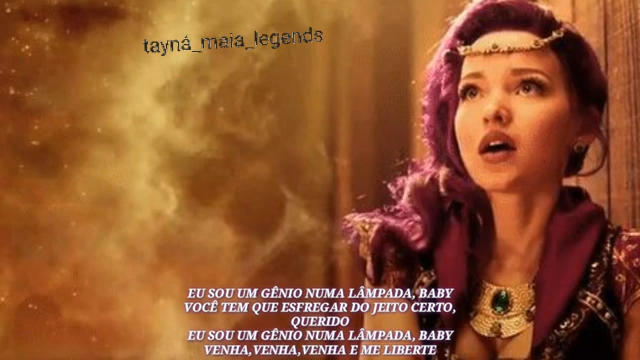 tayná_maia_legends
EU SOU UM GÊNIO NUMA LÂMPADA, BABY
VOCÊ TEM QUE ESFREGAR DO JEITO CERTO,
QUERIDO
EU SOU UM GÊNIO NUMA LÂMPADA, BABY
VENHA,VENHA,VENHA E ME LIBERTE